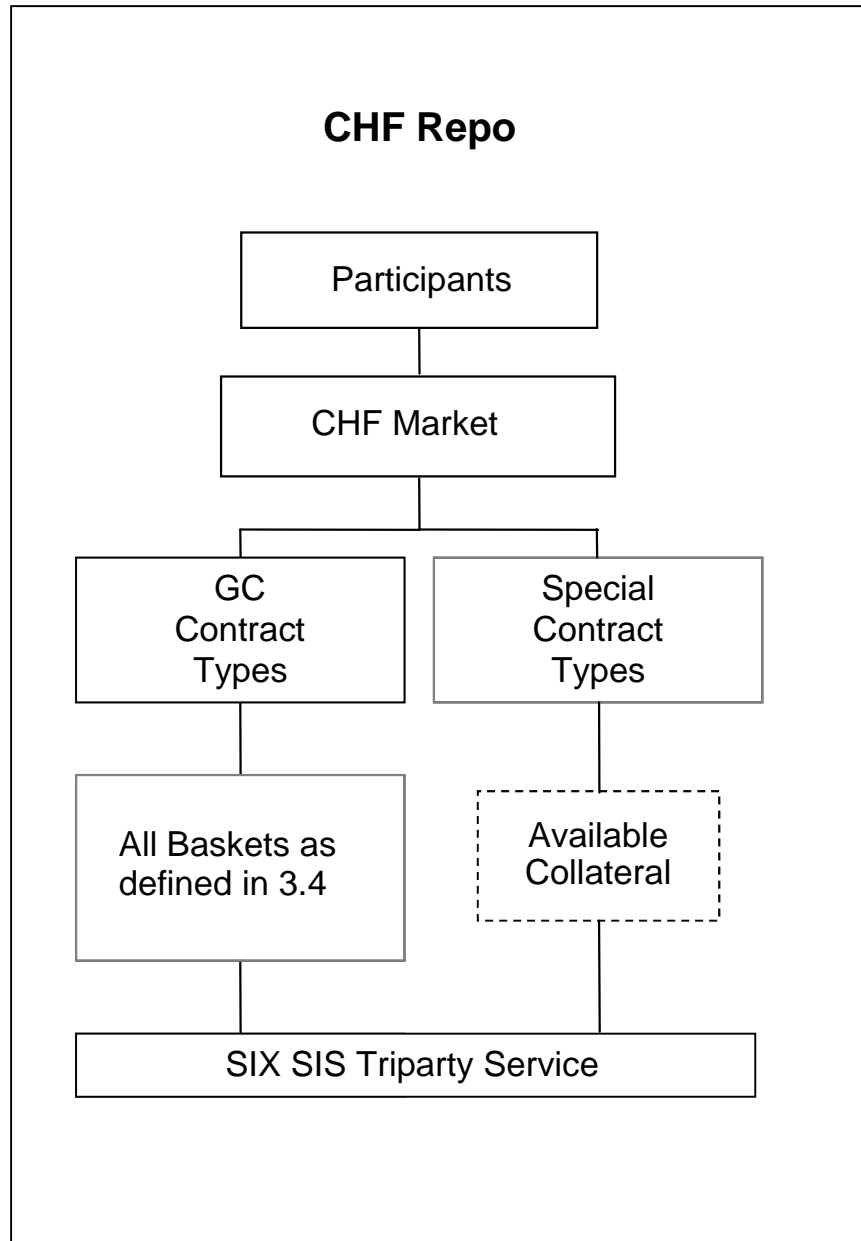 CHF Repo
Participants
CHF Market
GC
Contract
Types
Special
Contract
Types
All Baskets as
defined in 3.4
Available
Collateral
SIX SIS Triparty Service